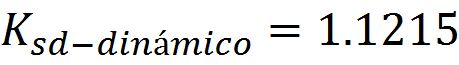 K_{sd-dinámico} = 1.1215